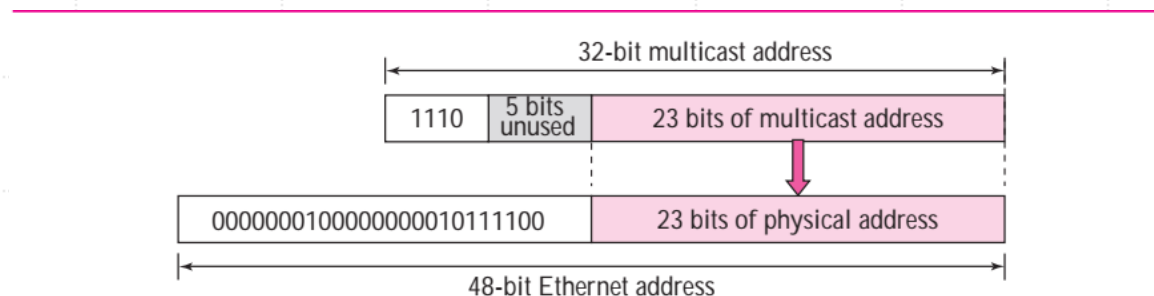 32-bit multicast address
1110
5 bits
unused
23 bits of multicast address
0000000100000000010111100
23 bits of physical address
48-bit Ethernet address